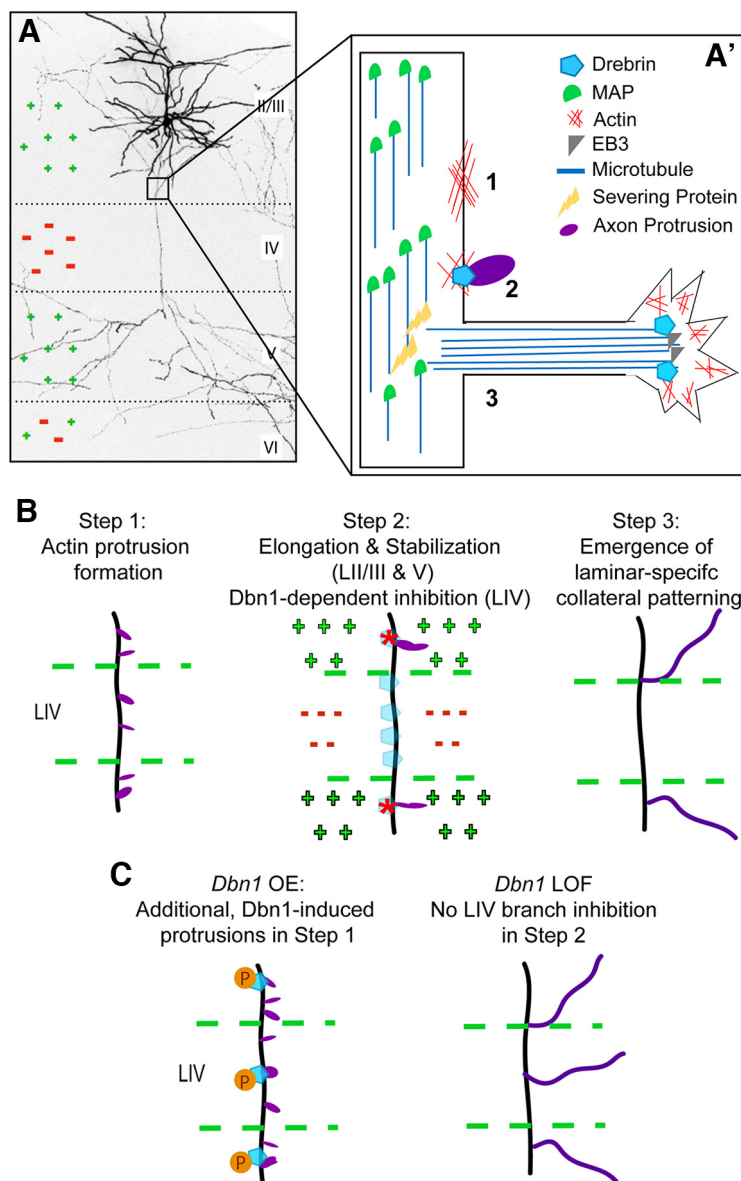 A
II/III
IV
V
VI
A'
Drebrin
MAP
Actin
EB3
Microtubule
Severing Protein
Axon Protrusion
1
2
3
B
Step 1:
Actin protrusion
formation
LIV
Step 2:
Elongation & Stabilization
(LII/III & V)
Dbn1-dependent inhibition (LIV)
Step 3:
Emergence of
laminar-specifc
collateral patterning
C
Dbn1 OE:
Additional, Dbn1-induced
protrusions in Step 1
P
LIV
P
P
Dbn1 LOF
No LIV branch inhibition
in Step 2